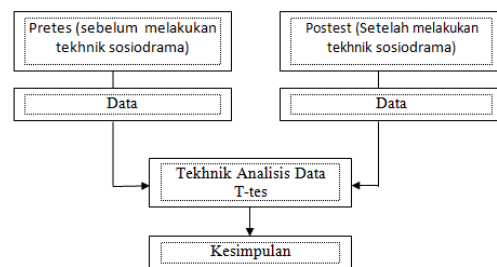 Pretes (sebelum melakukan
tekhnik sosiodrama)
Postest (Setelah melakukan
tekhnik sosiodrama)
Data
Data
Tekhnik Analisis Data
T-tes
Kesimpulan